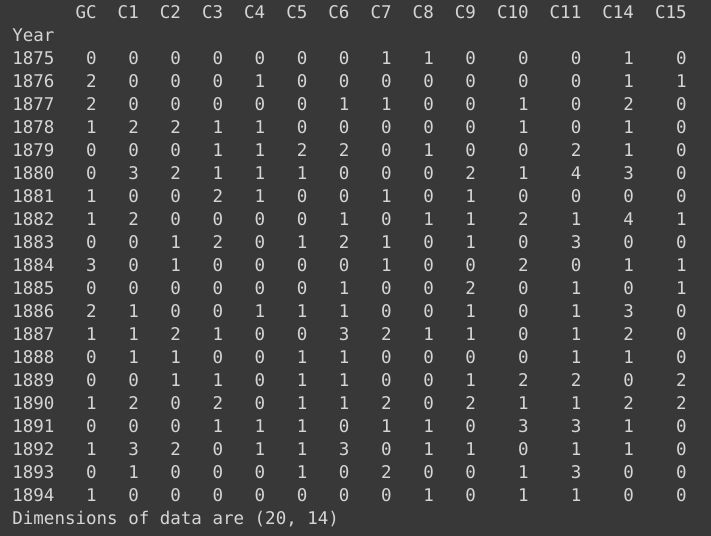 GC C1 C2 C3 C4 C5 C6 C7 C8 C9 C10 C11 C14 C15
Year
1875 0 0 0 0 0 0 0 1 1 0 0 0 1 0
1876 2 0 0 0 1 0 0 0 0 0 0 0 1 1
1877 2 0 0 0 0 0 1 1 0 0 1 0 2 0
1878 1 2 2 1 1 0 0 0 0 0 1 0 1 0
1879 0 0 0 1 1 2 2 0 1 0 0 2 1 0
1880 0 3 2 1 1 1 0 0 0 2 1 4 3 0
1881 1 0 0 2 1 0 0 1 0 1 0 0 0 0
1882 1 2 0 0 0 0 1 0 1 1 2 1 4 1
1883 0 0 1 2 0 1 2 1 0 1 0 3 0 0
1884 3 0 1 0 0 0 0 1 0 0 2 0 1 1
1885 0 0 0 0 0 0 1 0 0 2 0 1 0 1
1886 2 1 0 0 1 1 1 0 0 1 0 1 3 0
1887 1 1 2 1 0 0 3 2 1 1 0 1 2 0
1888 0 1 1 0 0 1 1 0 0 0 0 1 1 0
1889 0 0 1 1 0 1 1 0 0 1 2 2 0 2
1890 1 2 0 2 0 1 1 2 0 2 1 1 2 2
1891 0 0 0 1 1 1 0 1 1 0 3 3 1 0
1892 1 3 2 0 1 1 3 0 1 1 0 1 1 0
1893 0 1 0 0 0 1 0 2 0 0 1 3 0 0
1894 1 0 0 0 0 0 0 0 1 0 1 1 0 0
Dimensions of data are (20, 14)